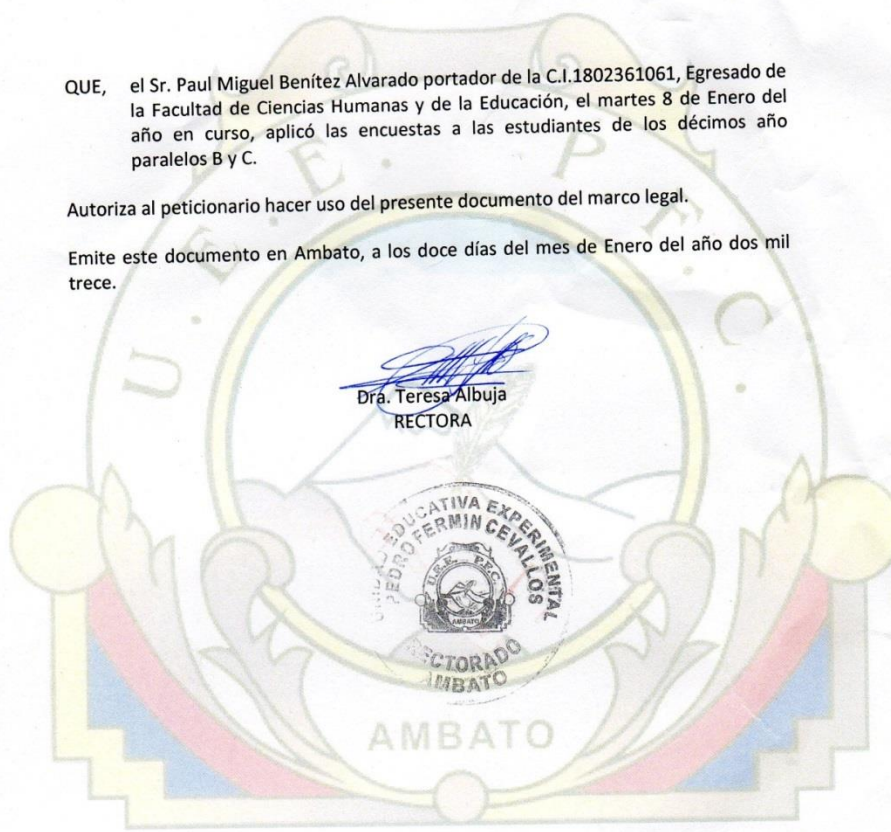 QUE, el Sr. Paul Miguel Benítez Alvarado portador de la C.I.1802361061, Egresado de
la Facultad de Ciencias Humanas y de la Educación, el martes 8 de Enero del
año en curso, aplicó las encuestas a las estudiantes de los décimos año
paralelos B y C.
Autoriza al peticionario hacer uso del presente documento del marco legal.
Emite este documento en Ambato, a los doce días del mes de Enero del año dos mil
trece.
Dra. Teresa Albuja
RECTORA
EDUCATIVA EXPERIMENTAL
PEDRO FERMIN CEVALLOS
U.E.E. P.F.C.
AMBATO
RECTORADO
AMBATO
U. E. E. P. F. C.
AMBATO